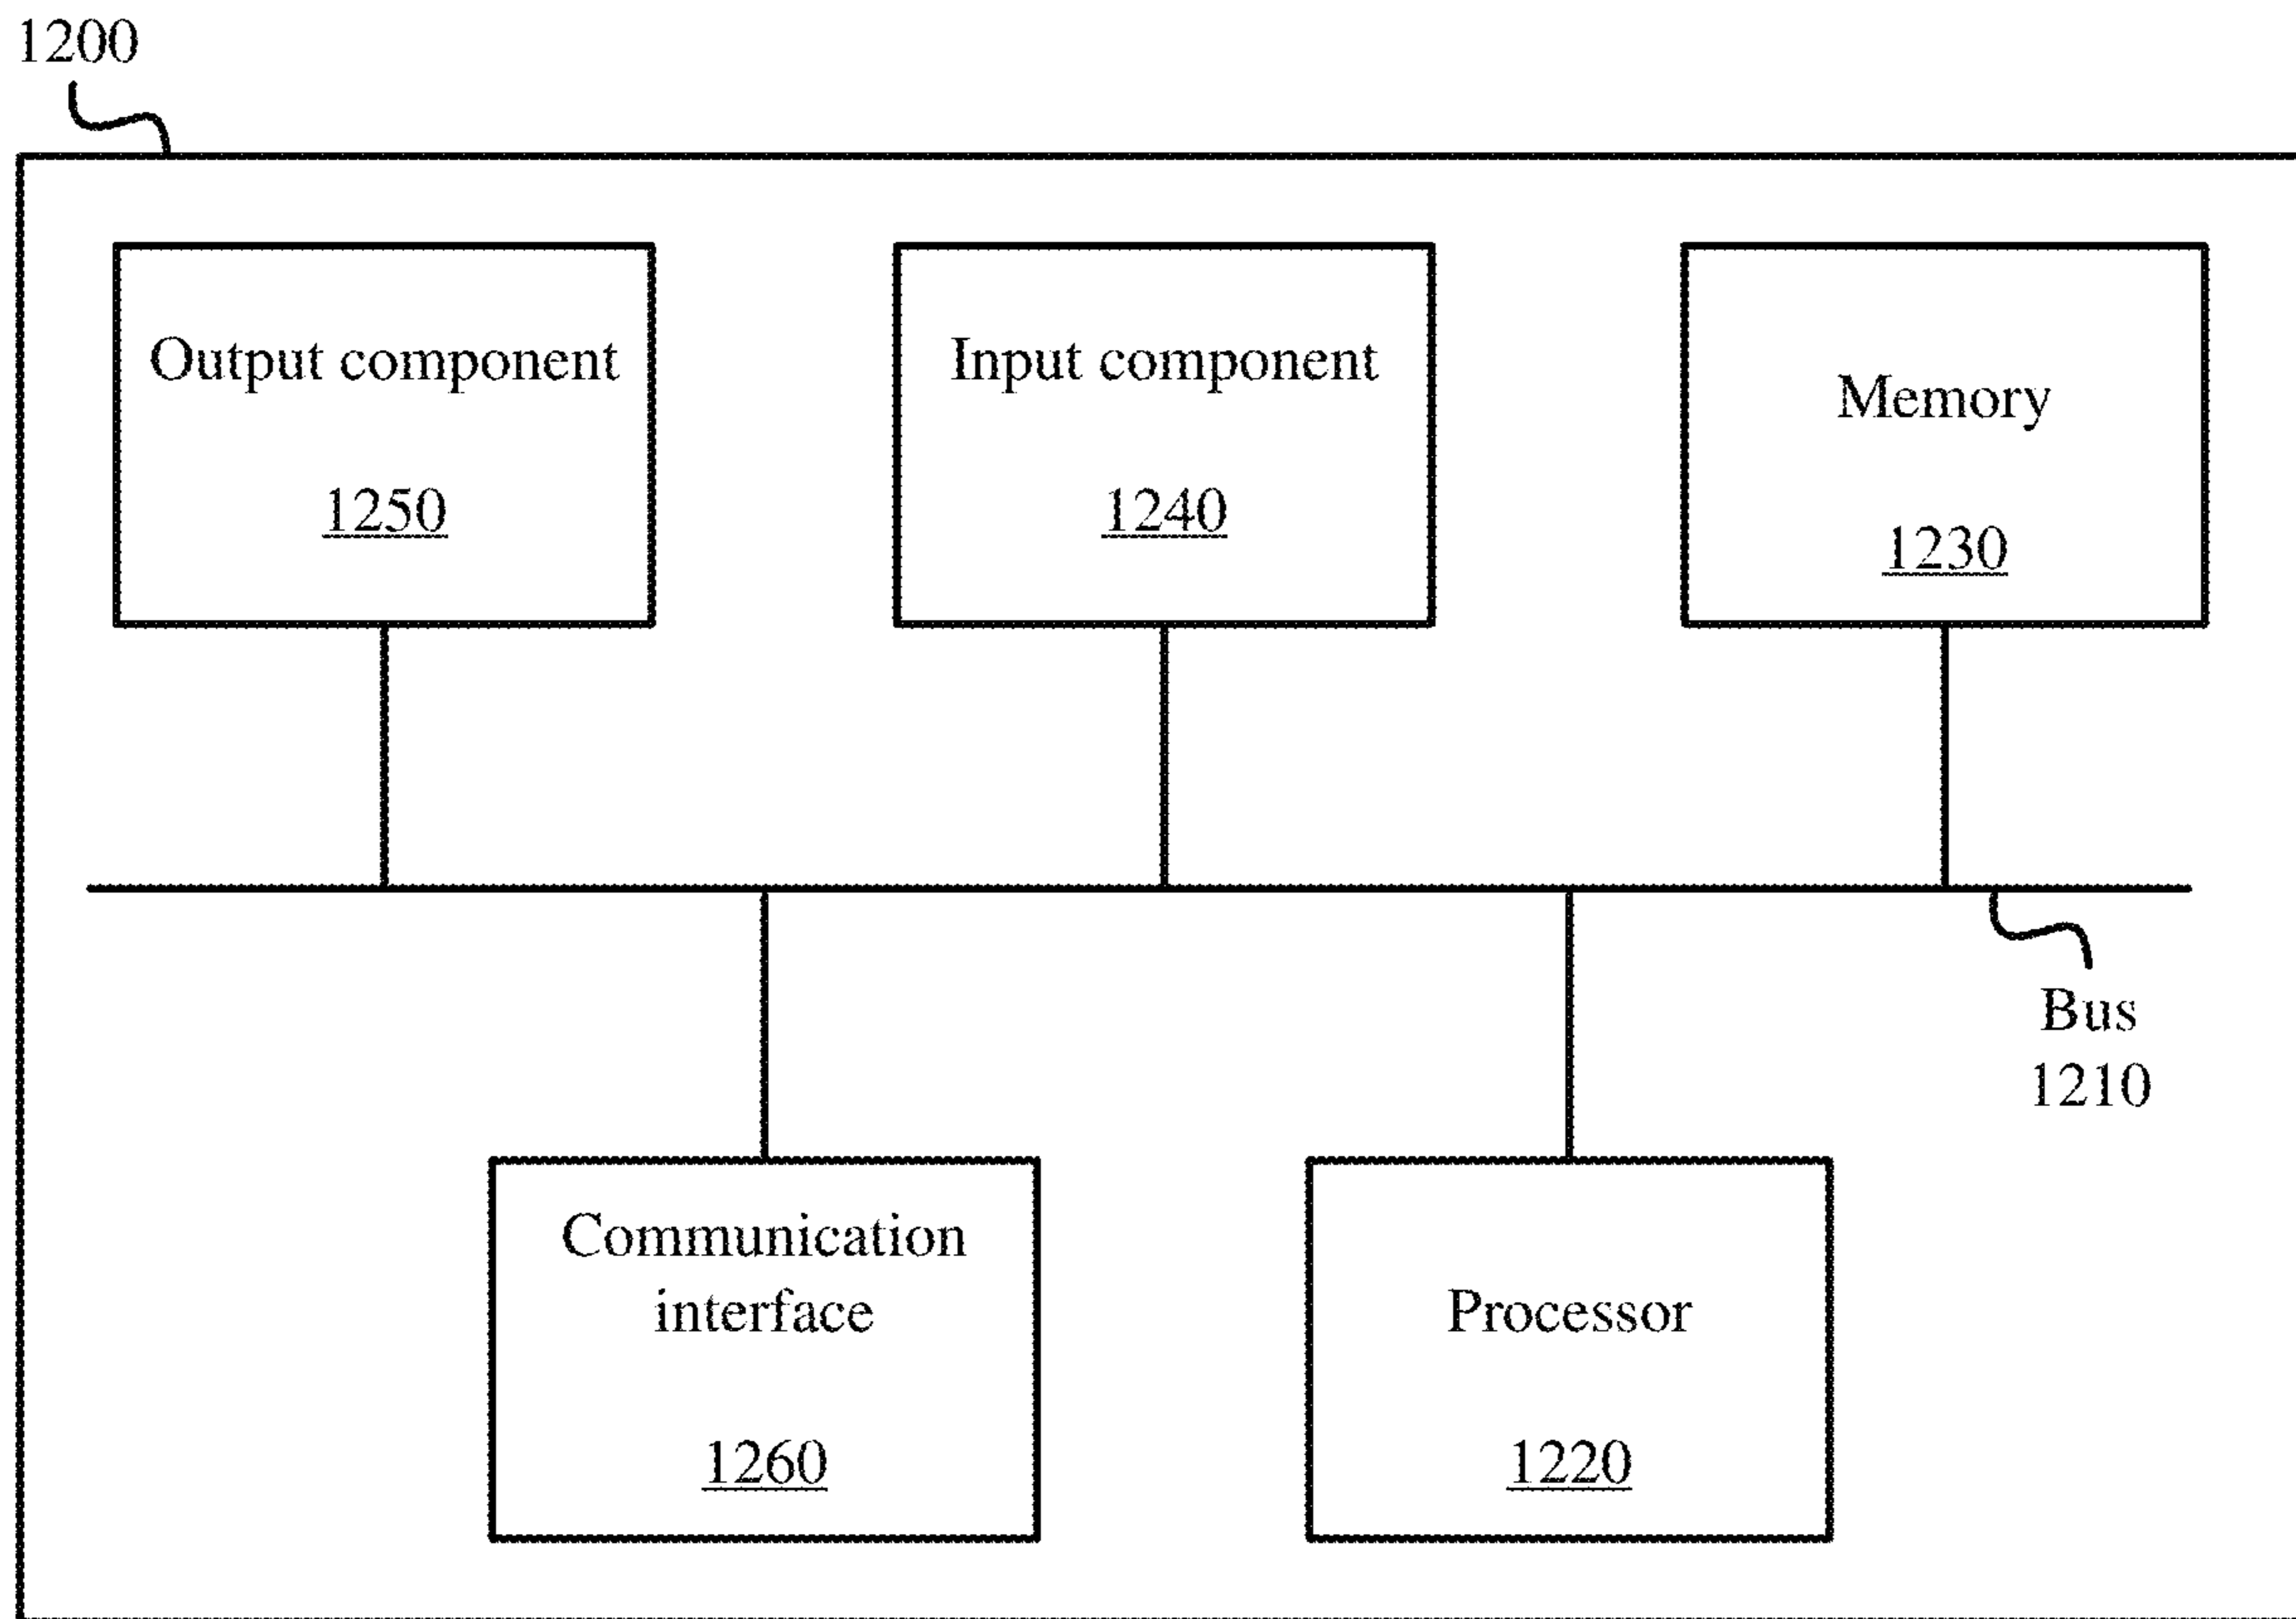 1200
Output component
1250
Input component
1240
Memory
1230
Bus
1210
Communication
interface
1260
Processor
1220